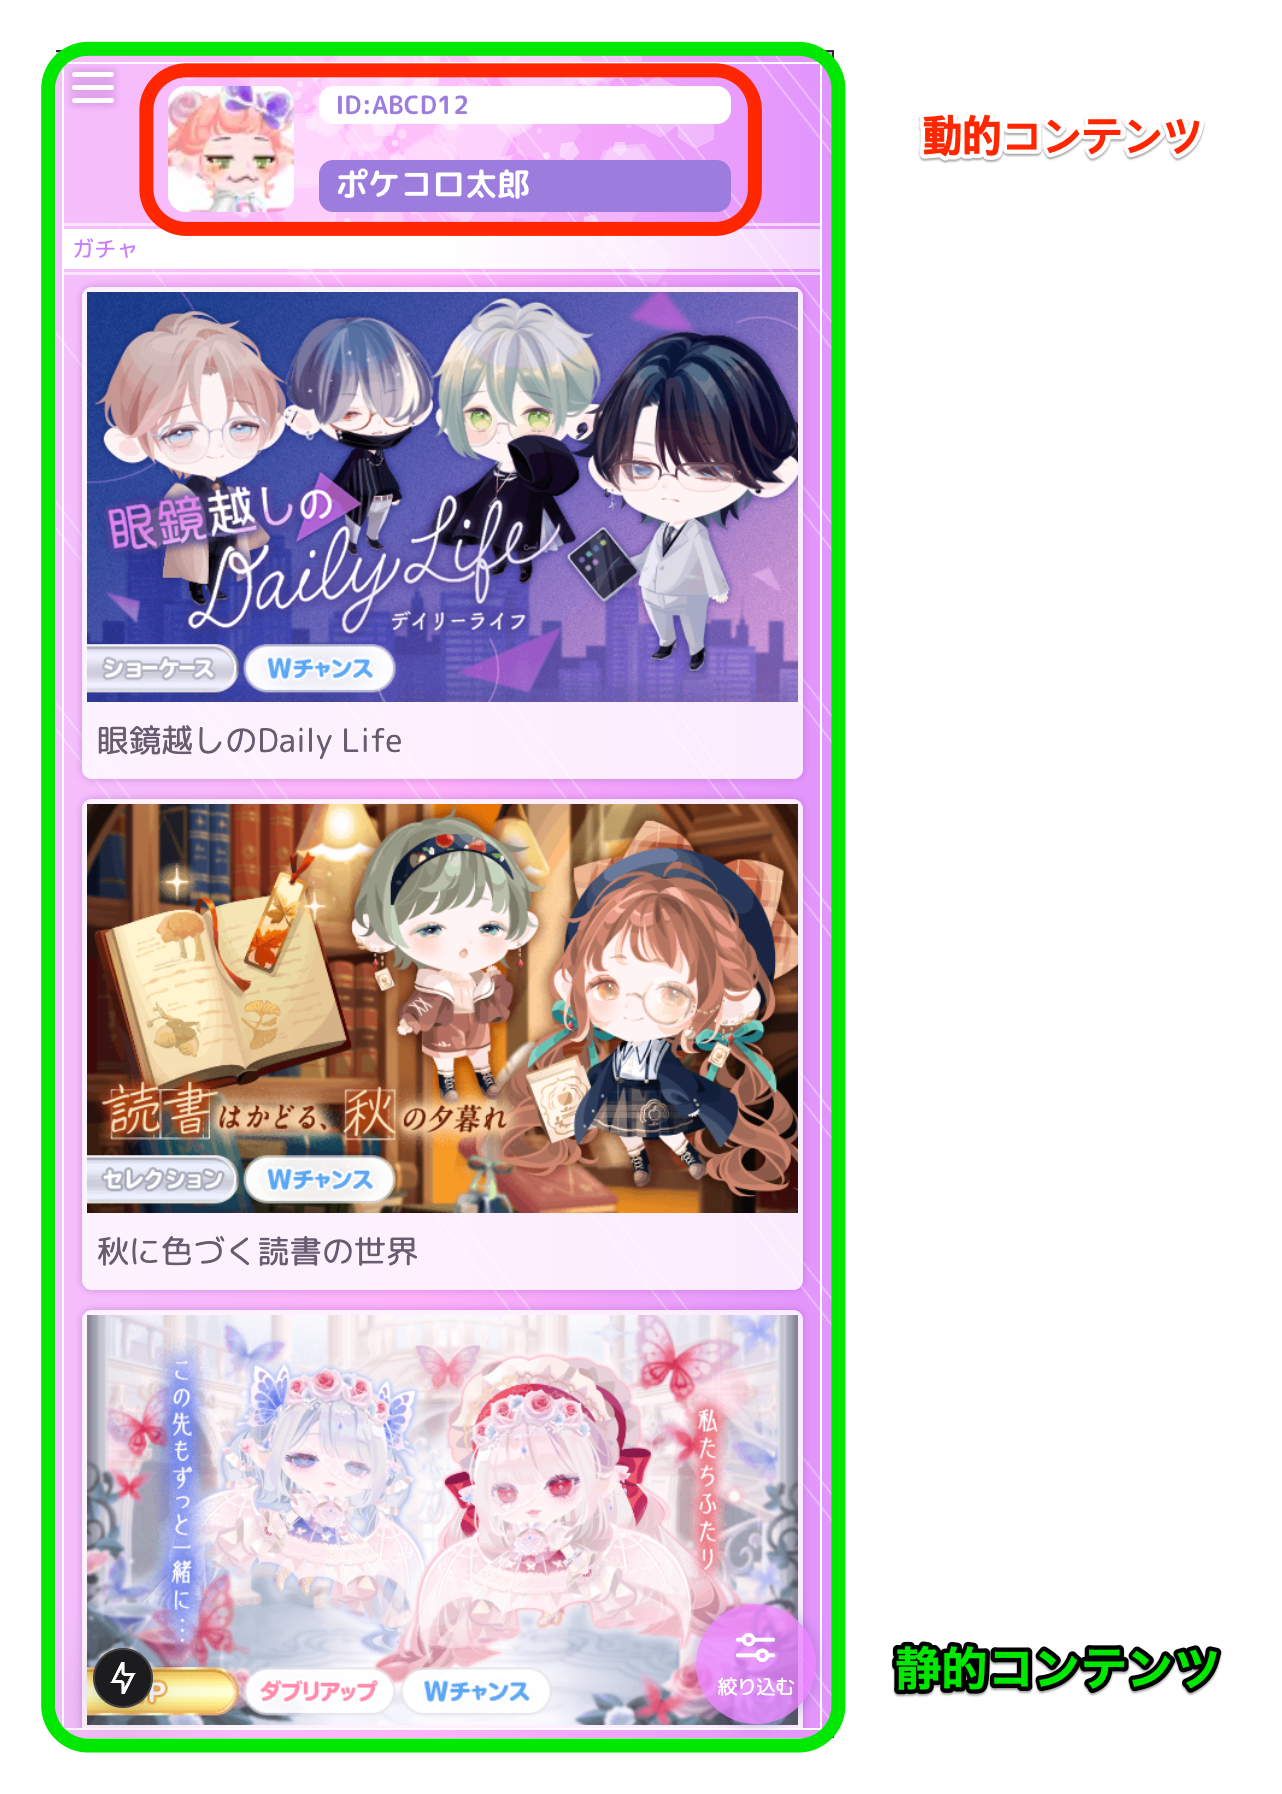 ID:ABCD12
ポケコロ太郎
動的コンテンツ
ガチャ
眼鏡越しの
Daily Life
デイリーライフ
ショーケース
Wチャンス
眼鏡越しのDaily Life
読書はかどる、秋の夕暮れ
セレクション
Wチャンス
秋に色づく読書の世界
私たちふたり
この先もずっと一緒に…
絞り込む
P
ダブリアップ
Wチャンス
静的コンテンツ